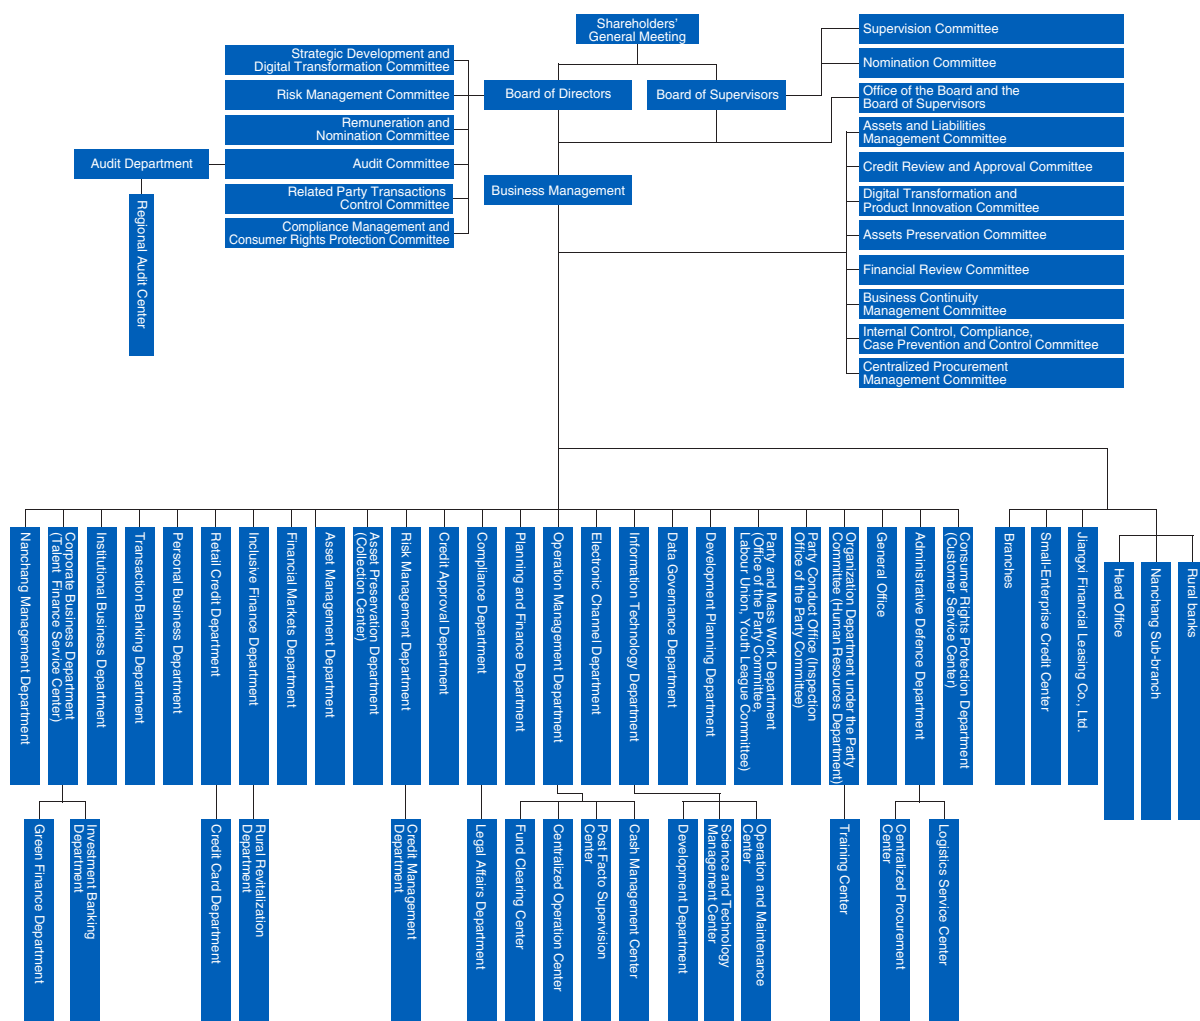 Shareholders'
General Meeting
Strategic Development and
Digital Transformation Committee
Risk Management Committee
Remuneration and
Nomination Committee
Audit Committee
Related Party Transactions
Control Committee
Compliance Management and
Consumer Rights Protection Committee
Audit Department
Regional Audit Center
Board of Directors
Board of Supervisors
Business Management
Supervision Committee
Nomination Committee
Office of the Board and the
Board of Supervisors
Assets and Liabilities
Management Committee
Credit Review and Approval Committee
Digital Transformation and
Product Innovation Committee
Assets Preservation Committee
Financial Review Committee
Business Continuity
Management Committee
Internal Control, Compliance,
Case Prevention and Control Committee
Centralized Procurement
Management Committee
Nanchang Management Department
Corporate Business Department
(Talent Finance Service Center)
Institutional Business Department
Transaction Banking Department
Personal Business Department
Retail Credit Department
Inclusive Finance Department
Financial Markets Department
Asset Management Department
Asset Preservation Department
(Collection Center)
Risk Management Department
Credit Approval Department
Compliance Department
Planning and Finance Department
Operation Management Department
Electronic Channel Department
Information Technology Department
Data Governance Department
Development Planning Department
Party and Mass Work Department
(Office of the Party Committee,
Labour Union, Youth League Committee)
Party Conduct Office (Inspection
Office of the Party Committee)
Organization Department under the Party
Committee (Human Resources Department)
General Office
Administrative Defence Department
Consumer Rights Protection Department
(Customer Service Center)
Branches
Small-Enterprise Credit Center
Jiangxi Financial Leasing Co., Ltd.
Head Office
Nanchang Sub-branch
Rural banks
Green Finance Department
Investment Banking
Department
Credit Card Department
Rural Revitalization
Department
Credit Management
Department
Legal Affairs Department
Fund Clearing Center
Centralized Operation Center
Post Facto Supervision
Center
Cash Management Center
Development Department
Science and Technology
Management Center
Operation and Maintenance
Center
Training Center
Centralized Procurement
Center
Logistics Service Center